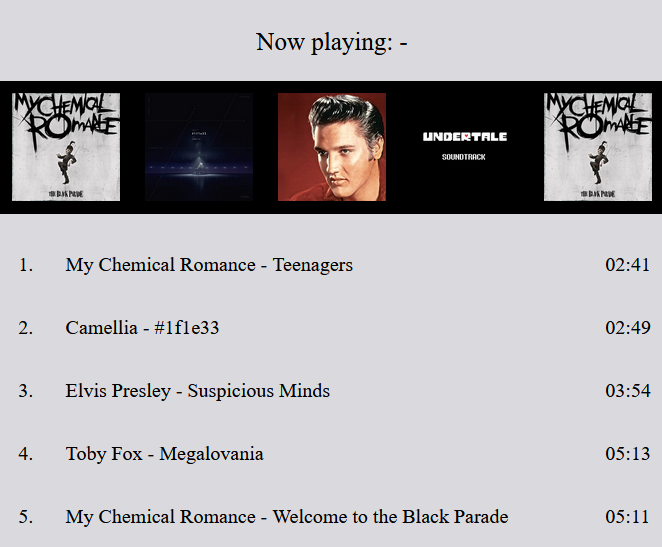 Now playing: -
MY CHEMICAL
ROMANCE
THE BLACK PARADE
UNDERTALE
SOUNDTRACK
MY CHEMICAL
ROMANCE
THE BLACK PARADE
1. My Chemical Romance - Teenagers 02:41
2. Camellia - #1f1e33 02:49
3. Elvis Presley - Suspicious Minds 03:54
4. Toby Fox - Megalovania 05:13
5. My Chemical Romance - Welcome to the Black Parade 05:11